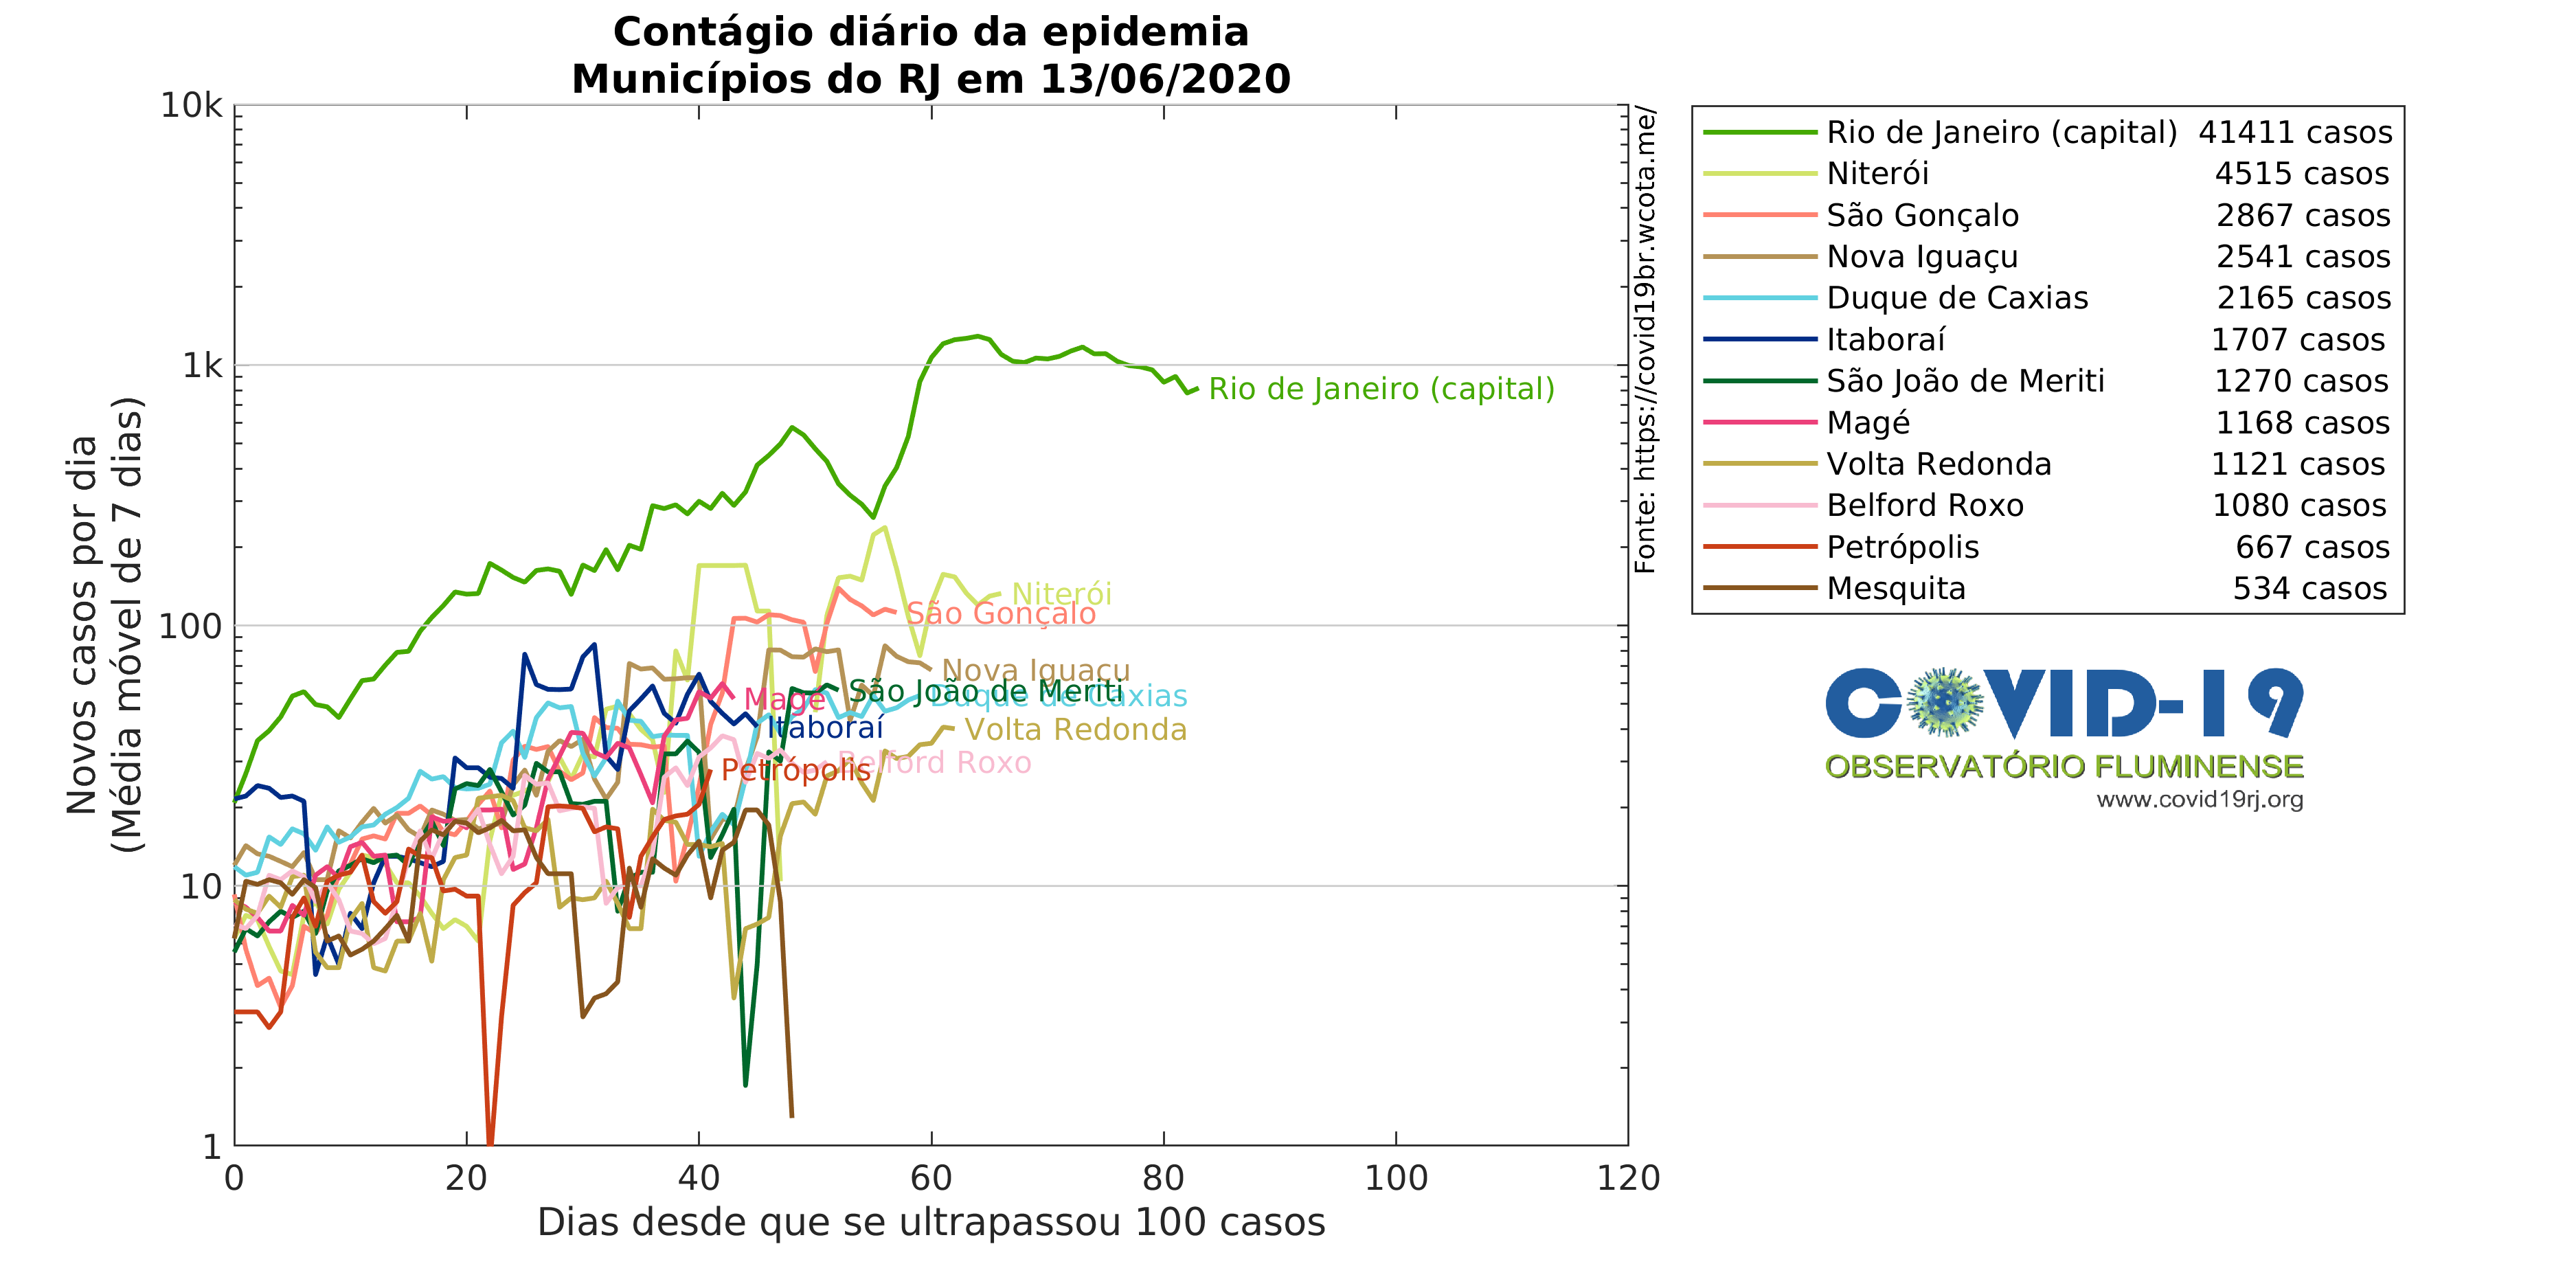 Contágio diário da epidemia
Municípios do RJ em 13/06/2020
Novos casos por dia
(Média móvel de 7 dias)
10k
1k
100
10
1
0 20 40 60 80 100 120
Dias desde que se ultrapassou 100 casos
Rio de Janeiro (capital)
Niterói
São Gonçalo
Nova Iguaçu
São João de Meriti
Duque de Caxias
Magé
Itaboraí
Volta Redonda
Belford Roxo
Petrópolis
Fonte: https://covid19br.wcota.me/
Rio de Janeiro (capital) 41411 casos
Niterói 4515 casos
São Gonçalo 2867 casos
Nova Iguaçu 2541 casos
Duque de Caxias 2165 casos
Itaboraí 1707 casos
São João de Meriti 1270 casos
Magé 1168 casos
Volta Redonda 1121 casos
Belford Roxo 1080 casos
Petrópolis 667 casos
Mesquita 534 casos
COVID-19
OBSERVATÓRIO FLUMINENSE
www.covid19rj.org